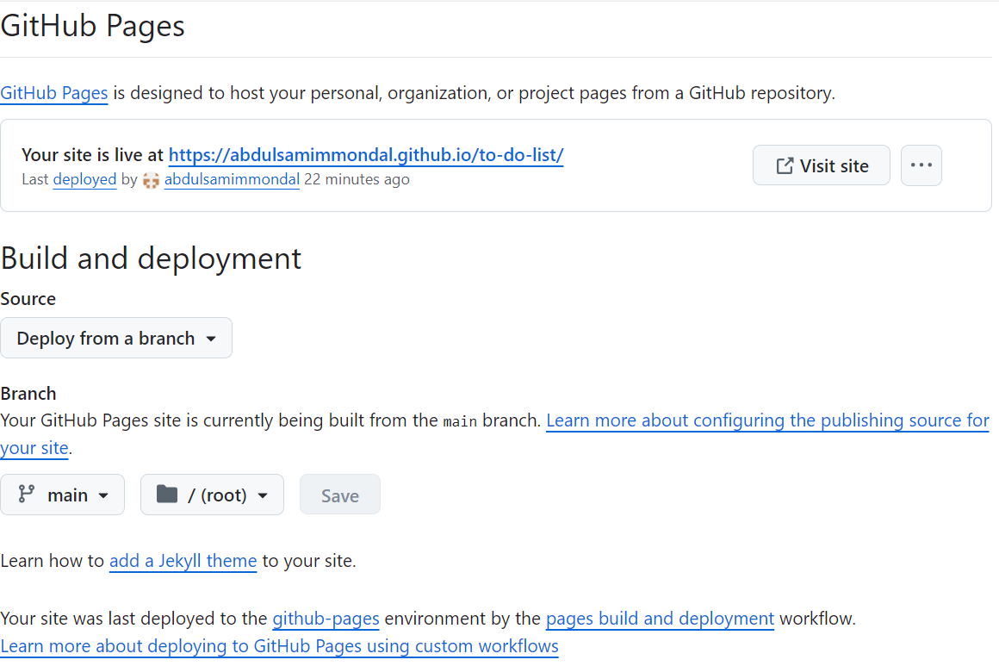 GitHub Pages
GitHub Pages is designed to host your personal, organization, or project pages from a GitHub repository.
Your site is live at https://abdulsamimmondal.github.io/to-do-list/
Visit site
Last deployed by abdulsamimmondal 22 minutes ago
Build and deployment
Source
Deploy from a branch
Branch
Your GitHub Pages site is currently being built from the main branch. Learn more about configuring the publishing source for
your site.
main
/ (root)
Save
Learn how to add a Jekyll theme to your site.
Your site was last deployed to the github-pages environment by the pages build and deployment workflow.
Learn more about deploying to GitHub Pages using custom workflows